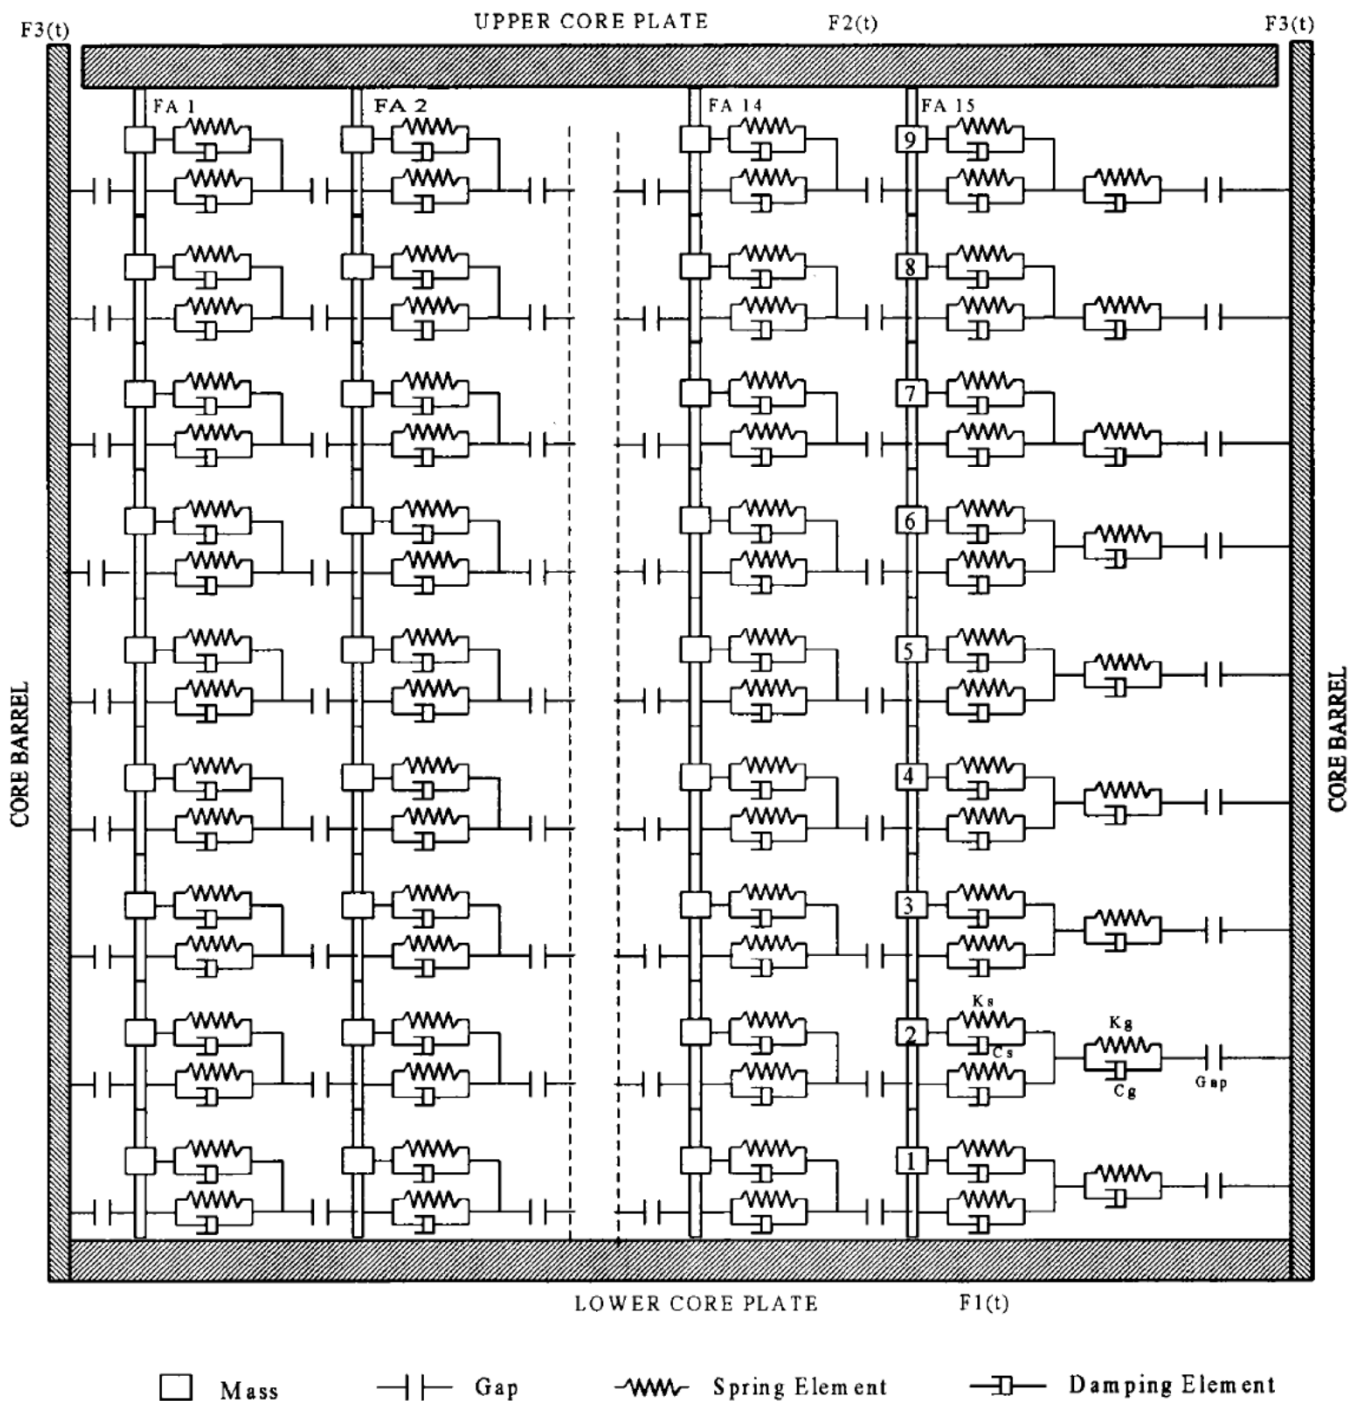 UPPER CORE PLATE
F2(t)
F3(t)
F3(t)
FA 1
FA 2
FA 14
FA 15
9
8
7
6
5
4
3
Ks
2
Cs
Kg
Cg
Gap
1
CORE BARREL
CORE BARREL
LOWER CORE PLATE
F1(t)
Mass
Gap
Spring Element
Damping Element